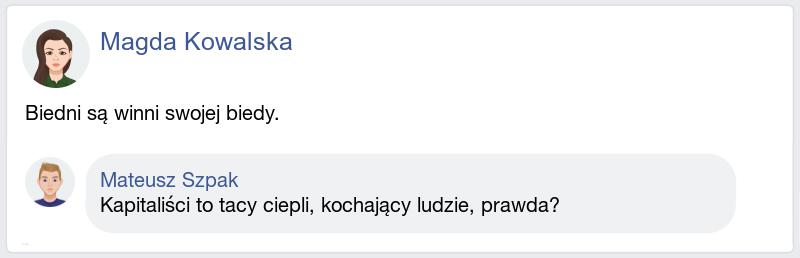 Magda Kowalska
Biedni są winni swojej biedy.
Mateusz Szpak
Kapitaliści to tacy ciepli, kochający ludzie, prawda?